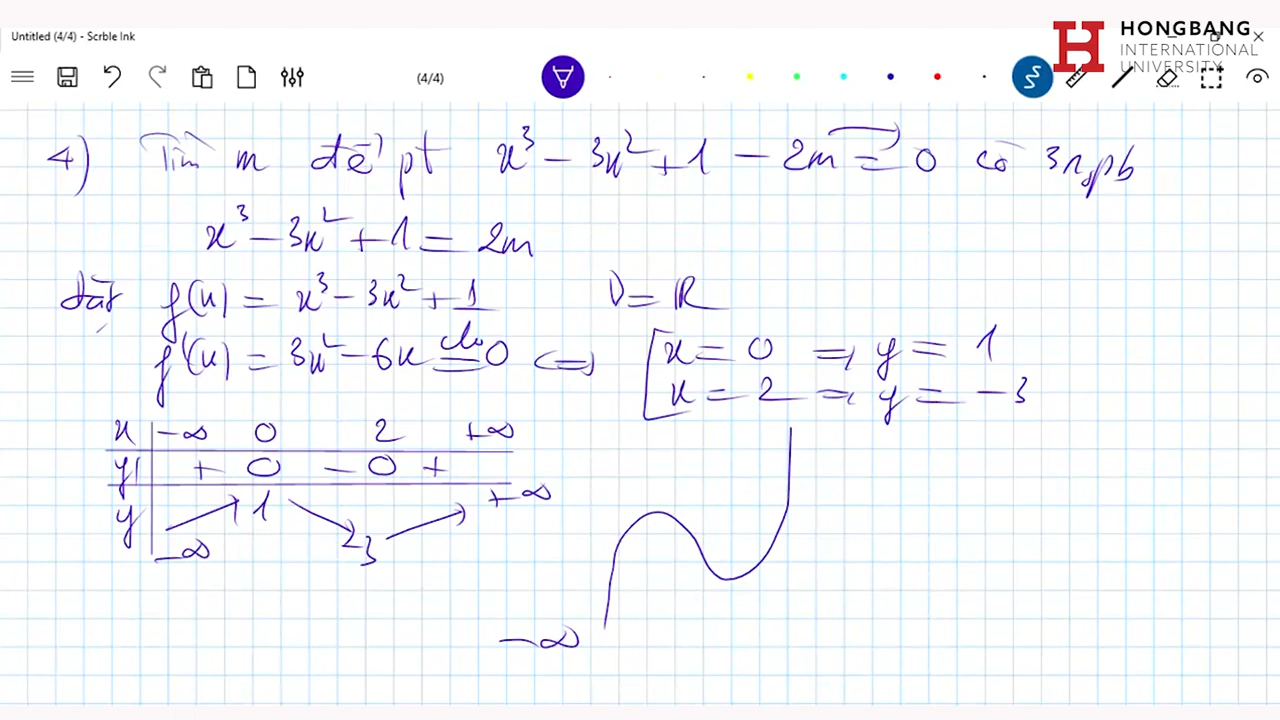 Untitled (4/4) - Scrble Ink
HONGBANG
INTERNATIONAL
UNIVERSITY
(4/4)
4) Tìm m để pt x³ - 3x² + 1 - 2m = 0 có 3 n₀pb
x³ - 3x² + 1 = 2m
đặt f(x) = x³ - 3x² + 1 D = R
f'(x) = 3x² - 6x = 0 cho ⇔ [ x = 0 ⇒ y = 1
x = 2 ⇒ y = -3
x -∞ 0 2 +∞
y' + 0 - 0 +
y -∞ 1 -3 +∞
-∞